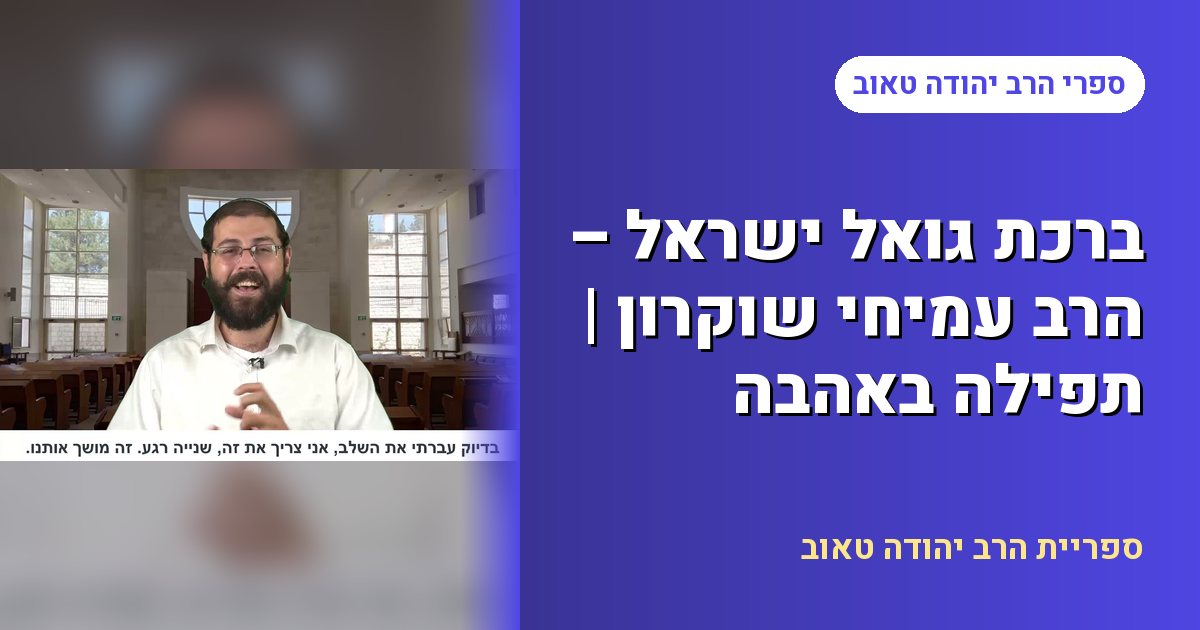 ספרי הרב יהודה טאוב
ברכת גואל ישראל –
הרב עמיחי שוקרון |
תפילה באהבה
בדיוק עברתי את השלב, אני צריך את זה, שנייה רגע. זה מושך אותנו.
ספריית הרב יהודה טאוב